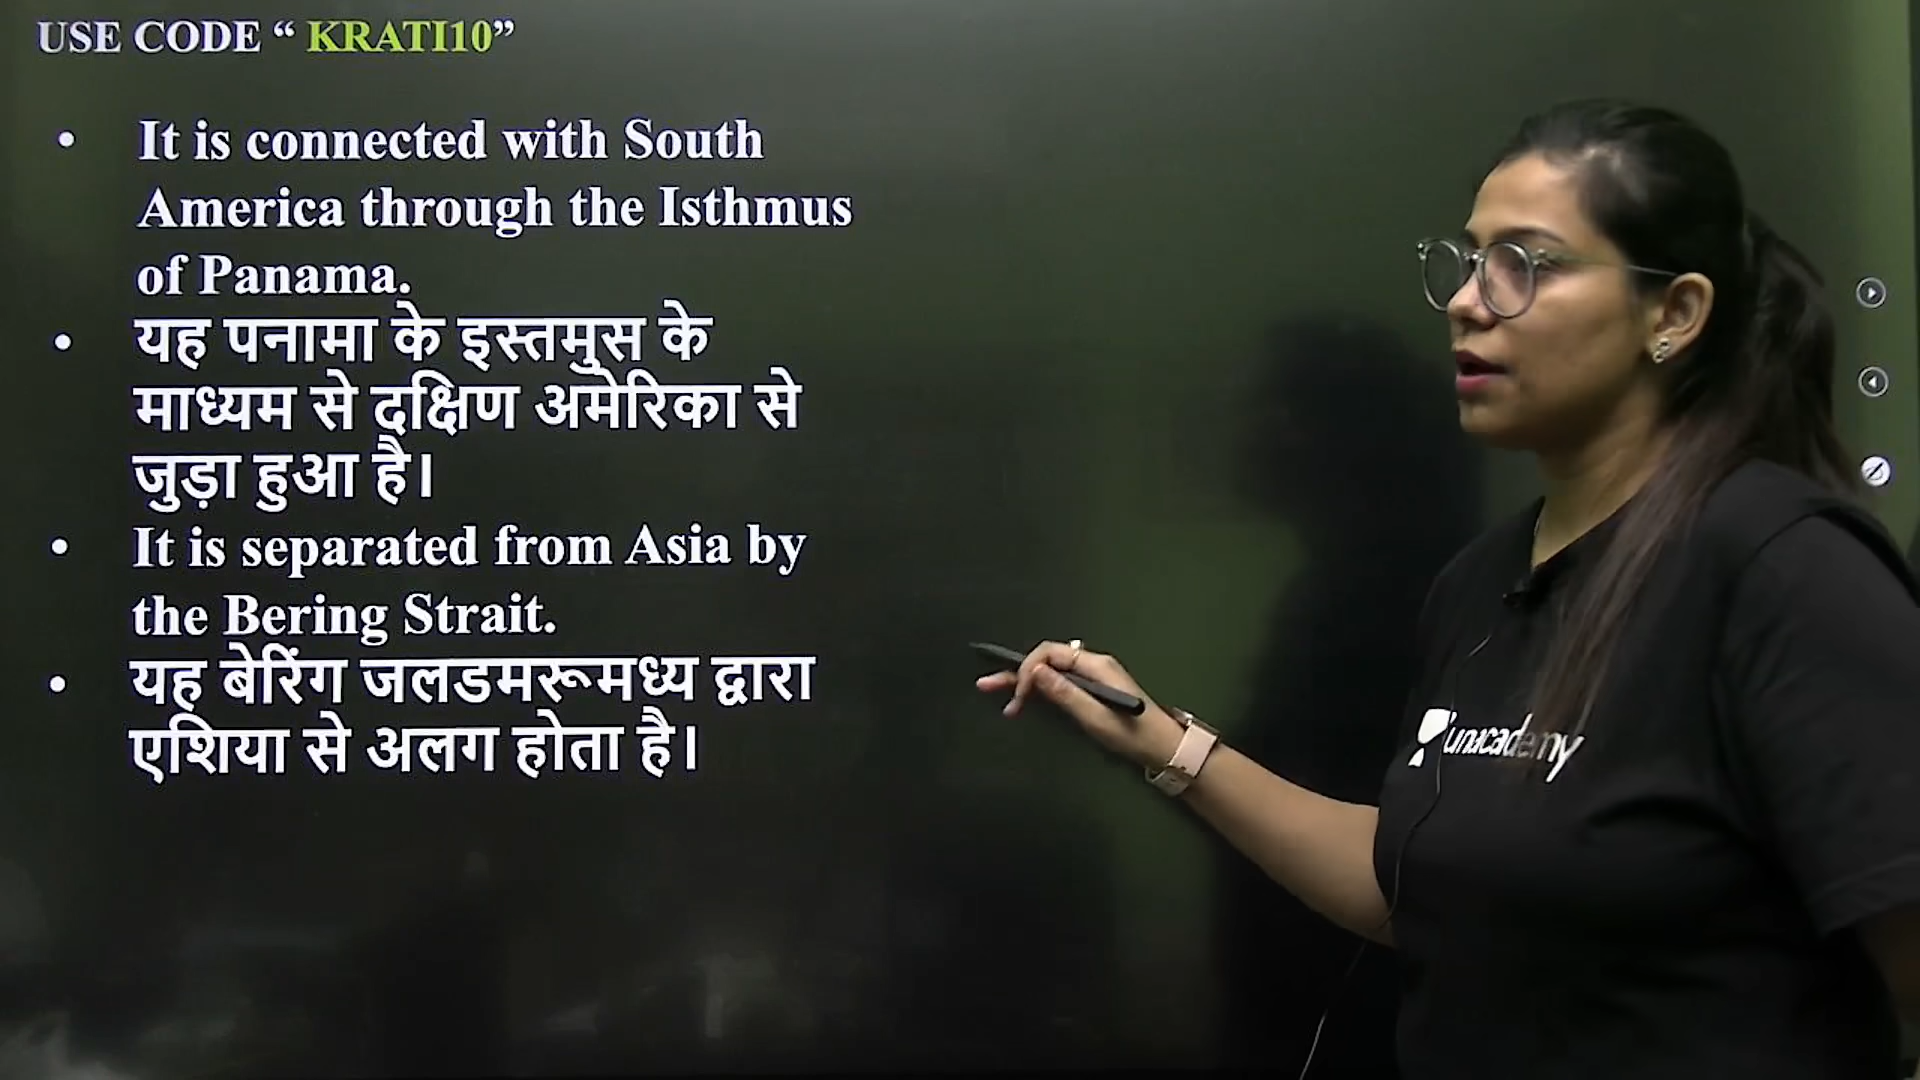 USE CODE “ KRATI10”
• It is connected with South
America through the Isthmus
of Panama.
• यह पनामा के इस्तमुस के
माध्यम से दक्षिण अमेरिका से
जुड़ा हुआ है।
• It is separated from Asia by
the Bering Strait.
• यह बेरिंग जलडमरूमध्य द्वारा
एशिया से अलग होता है।
unacademy